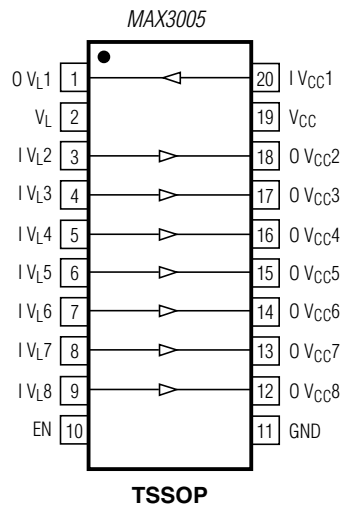 MAX3005
O VL1 1 20 I VCC1
VL 2 19 VCC
I VL2 3 18 O VCC2
I VL3 4 17 O VCC3
I VL4 5 16 O VCC4
I VL5 6 15 O VCC5
I VL6 7 14 O VCC6
I VL7 8 13 O VCC7
I VL8 9 12 O VCC8
EN 10 11 GND
TSSOP